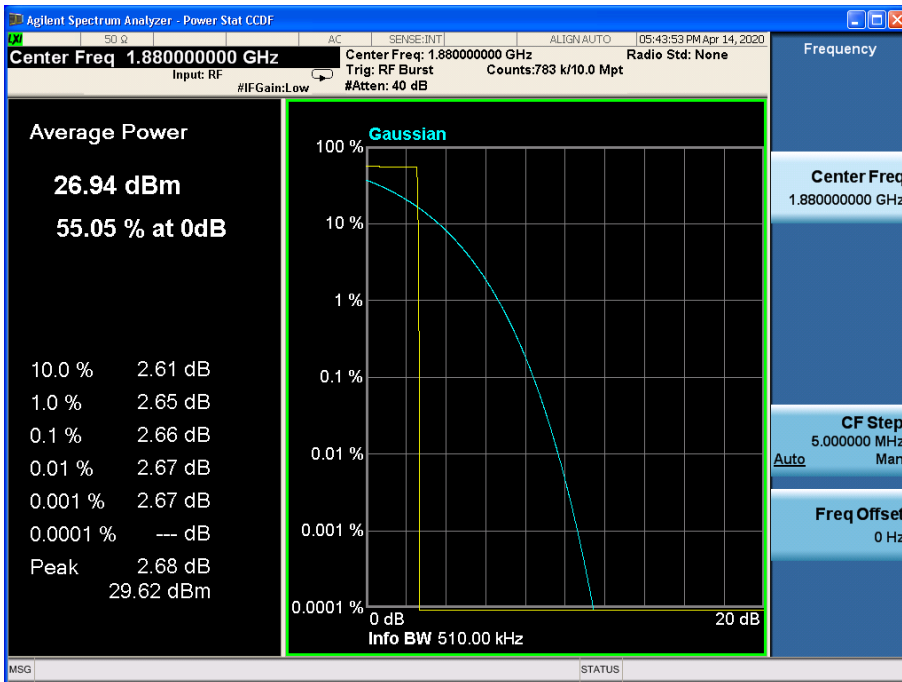 Agilent Spectrum Analyzer - Power Stat CCDF
LXI 50 Ω AC SENSE:INT ALIGN AUTO 05:43:53 PM Apr 14, 2020
Center Freq 1.880000000 GHz
Input: RF
#IFGain:Low
Center Freq: 1.880000000 GHz
Trig: RF Burst Counts:783 k/10.0 Mpt
#Atten: 40 dB
Radio Std: None
Frequency
Average Power
26.94 dBm
55.05 % at 0dB
10.0 % 2.61 dB
1.0 % 2.65 dB
0.1 % 2.66 dB
0.01 % 2.67 dB
0.001 % 2.67 dB
0.0001 % --- dB
Peak 2.68 dB
29.62 dBm
Gaussian
100 %
10 %
1 %
0.1 %
0.01 %
0.001 %
0.0001 %
0 dB 20 dB
Info BW 510.00 kHz
Center Freq
1.880000000 GHz
CF Step
5.000000 MHz
Auto Man
Freq Offset
0 Hz
MSG STATUS